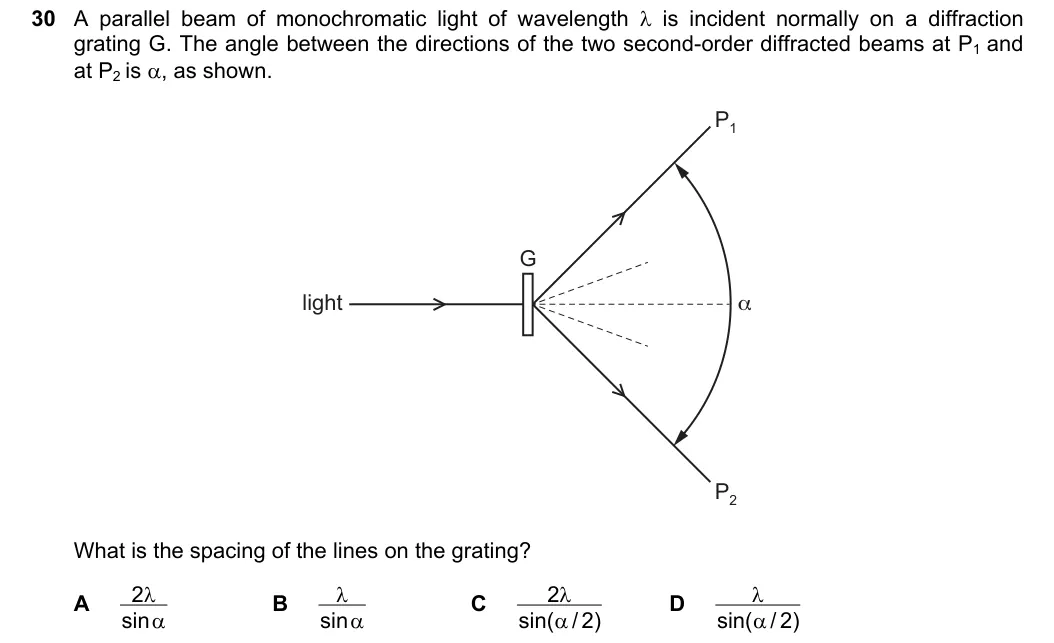 30 A parallel beam of monochromatic light of wavelength λ is incident normally on a diffraction
grating G. The angle between the directions of the two second-order diffracted beams at P₁ and
at P₂ is α, as shown.
P₁
G
light
α
P₂
What is the spacing of the lines on the grating?
A 2λ/sin α B λ/sin α C 2λ/sin(α/2) D λ/sin(α/2)